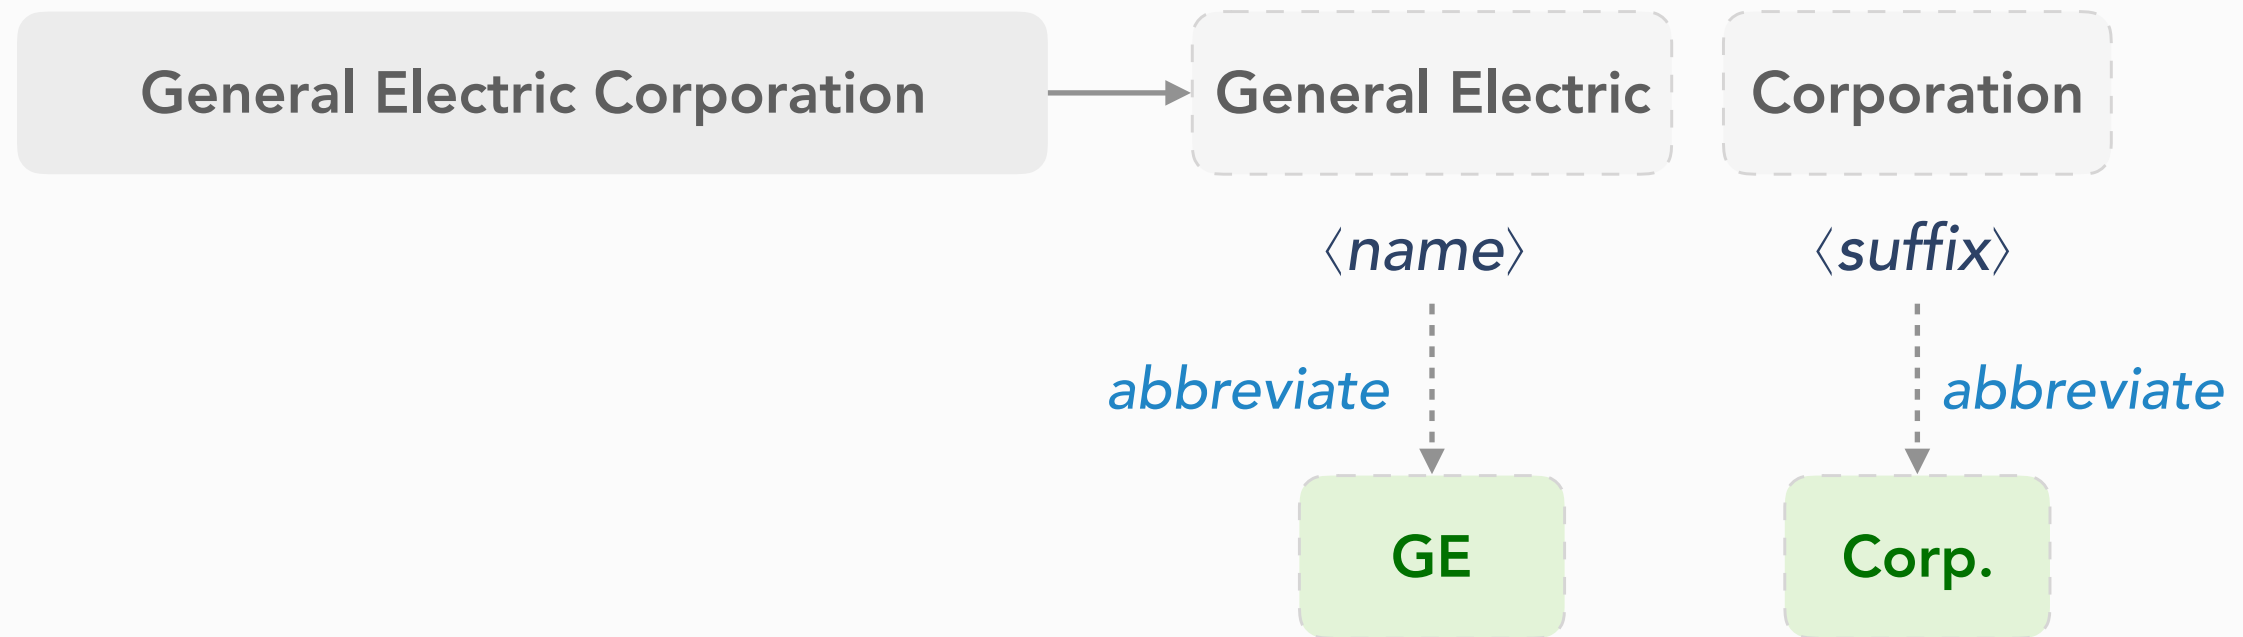 General Electric Corporation
General Electric
Corporation
〈name〉
〈suffix〉
abbreviate
abbreviate
GE
Corp.